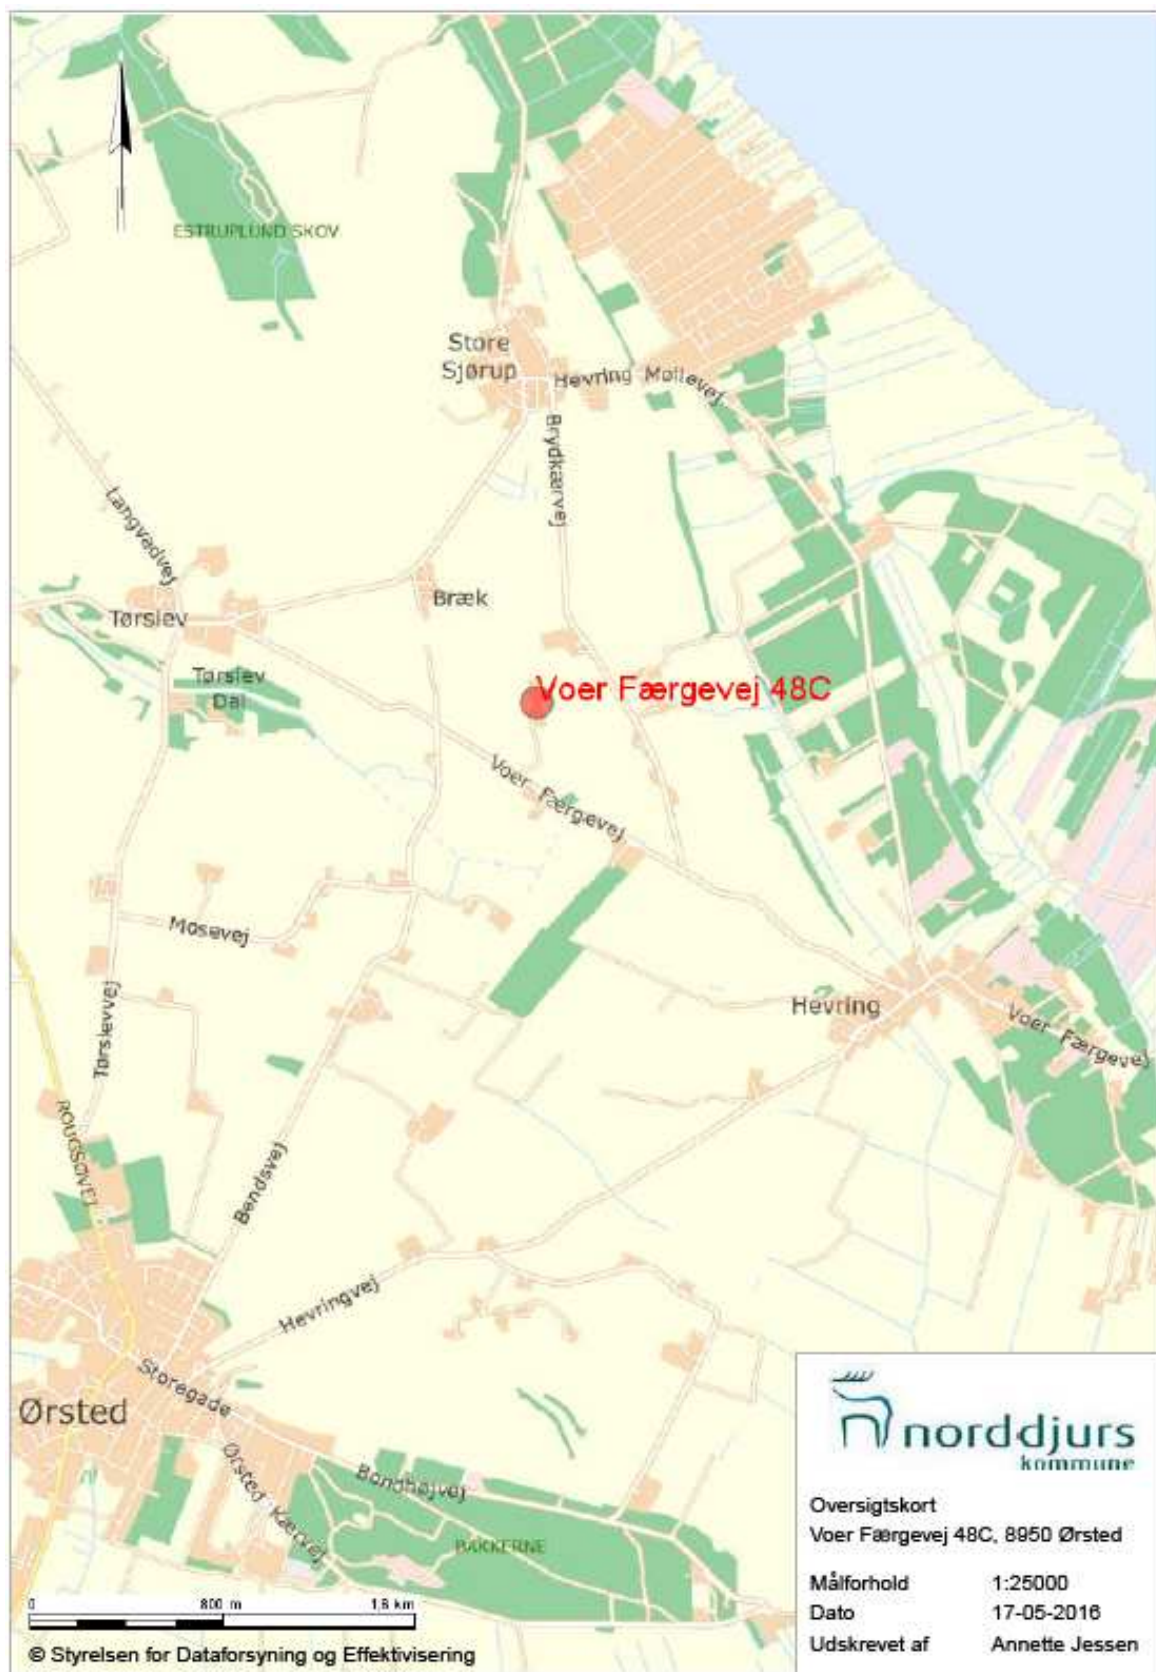 ESTRUPLUND SKOV
Store
Sjørup
Hevring Møllevej
Brydkærvej
Langvadvej
Bræk
Tørslev
Tørslev
Dal
Voer Færgevej 48C
Voer Færgevej
Mosevej
Tørslevvej
Hevring
Voer Færgevej
ROUGSØVEJ
Bendsvej
Hevringvej
Storegade
Ørsted
Ørsted Kærvej
Bondhøjvej
BAKKERNE
norddjurs
kommune
Oversigtskort
Voer Færgevej 48C, 8950 Ørsted
Målforhold 1:25000
Dato 17-05-2016
Udskrevet af Annette Jessen
0 800 m 1,6 km
© Styrelsen for Dataforsyning og Effektivisering